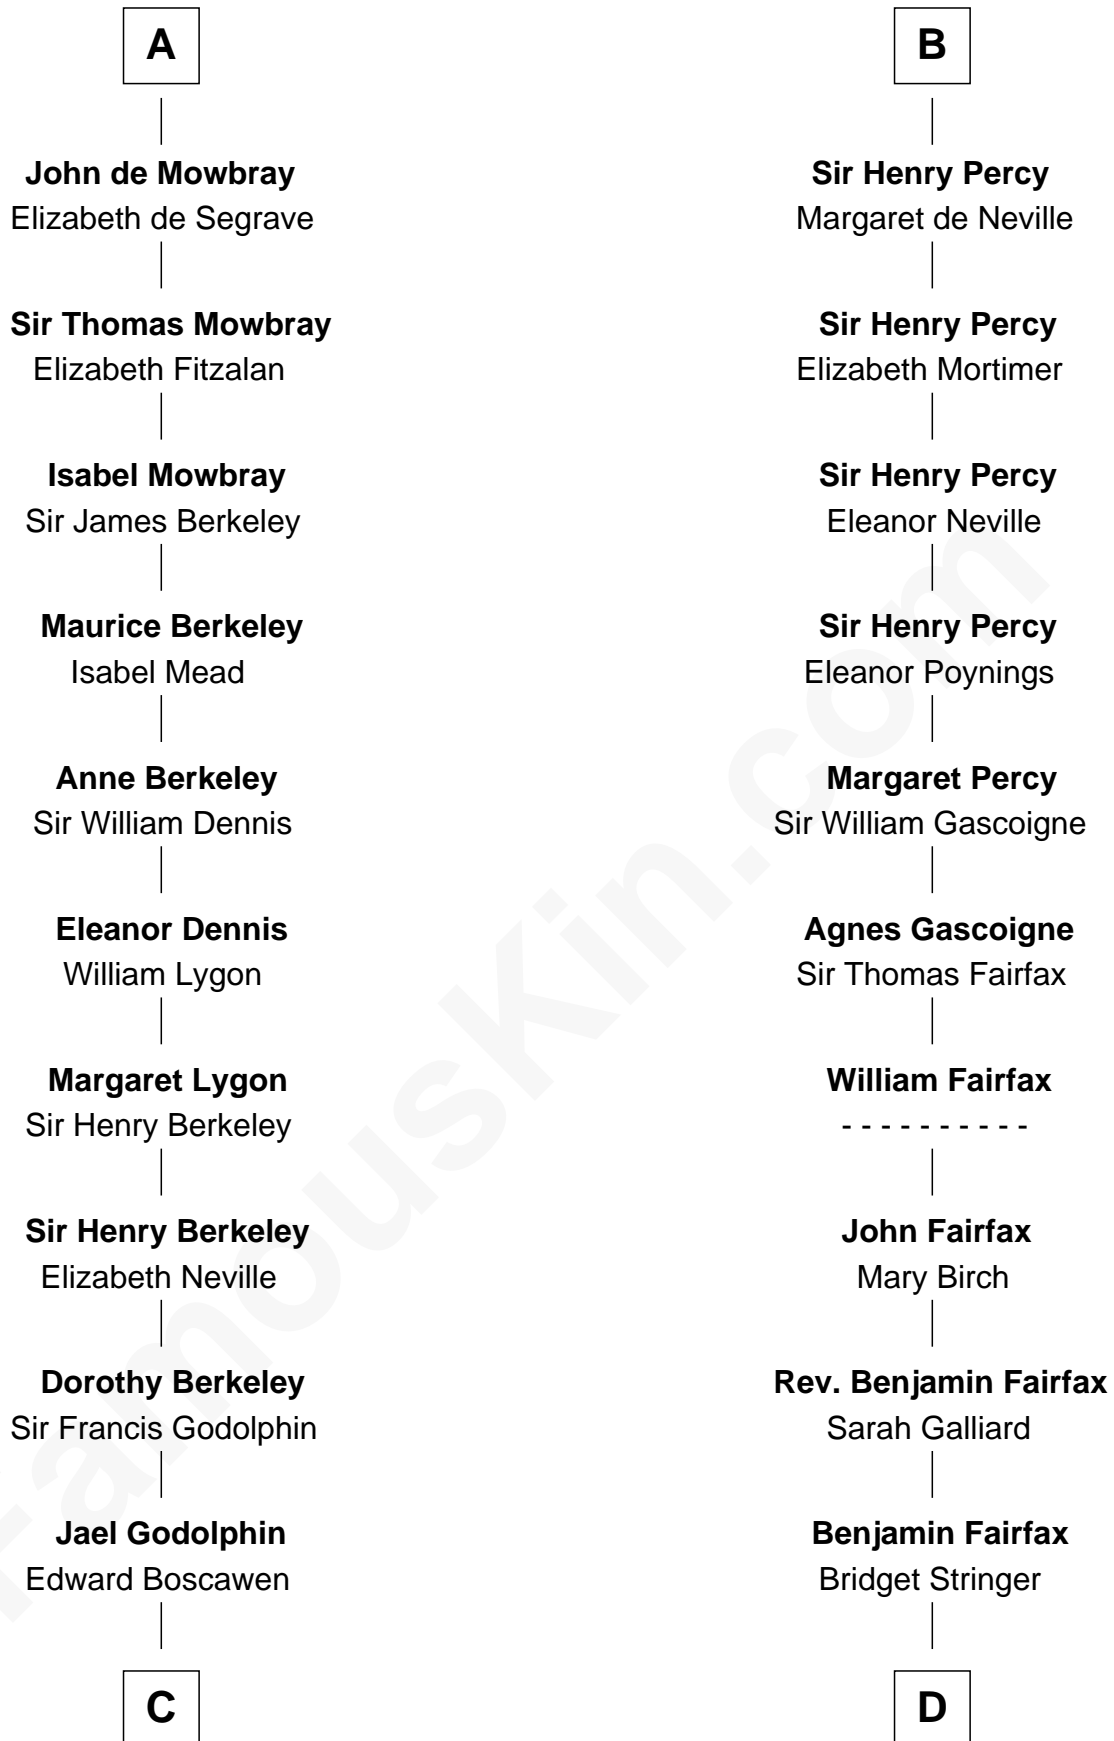 A
John de Mowbray
Elizabeth de Segrave
Sir Thomas Mowbray
Elizabeth Fitzalan
Isabel Mowbray
Sir James Berkeley
Maurice Berkeley
Isabel Mead
Anne Berkeley
Sir William Dennis
Eleanor Dennis
William Lygon
Margaret Lygon
Sir Henry Berkeley
Sir Henry Berkeley
Elizabeth Neville
Dorothy Berkeley
Sir Francis Godolphin
Jael Godolphin
Edward Boscawen
C
B
Sir Henry Percy
Margaret de Neville
Sir Henry Percy
Elizabeth Mortimer
Sir Henry Percy
Eleanor Neville
Sir Henry Percy
Eleanor Poynings
Margaret Percy
Sir William Gascoigne
Agnes Gascoigne
Sir Thomas Fairfax
William Fairfax
- - - - - - - - - -
John Fairfax
Mary Birch
Rev. Benjamin Fairfax
Sarah Galliard
Benjamin Fairfax
Bridget Stringer
D
FamousKin.com